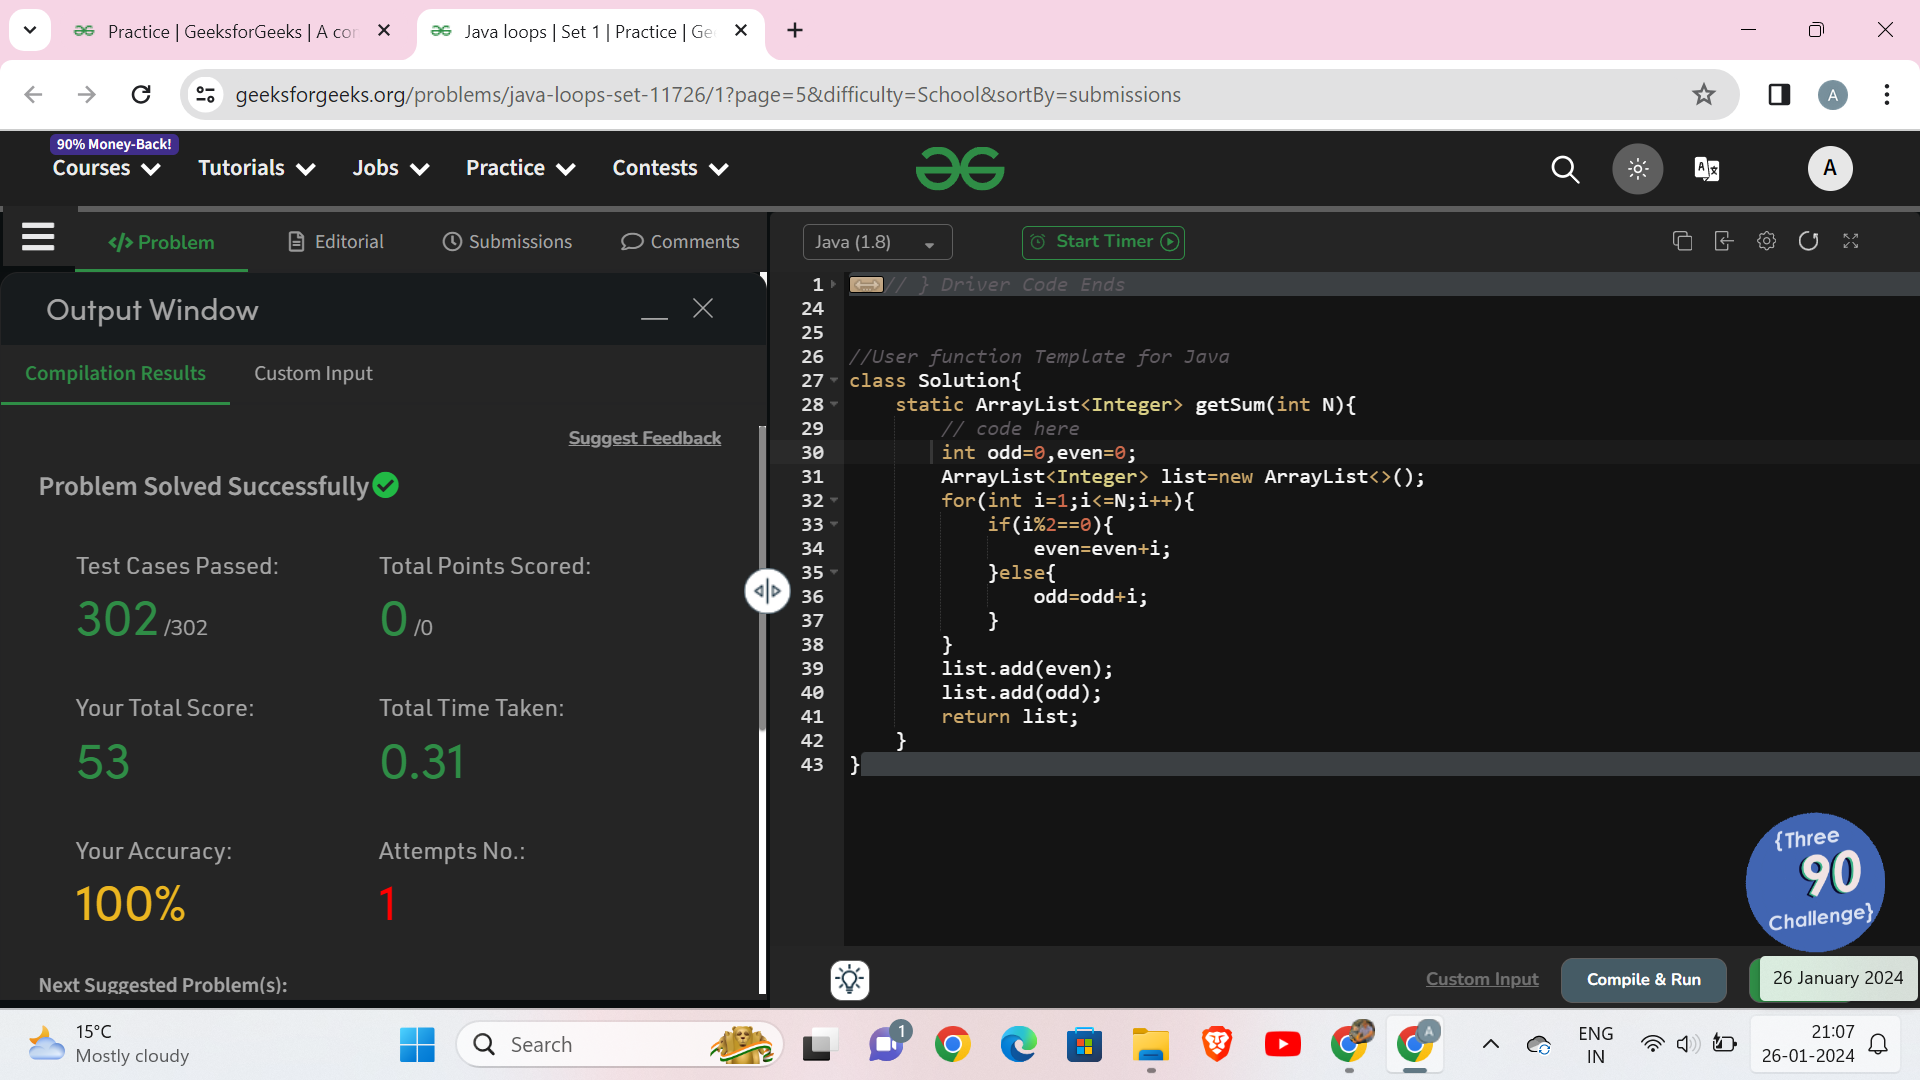 Practice | GeeksforGeeks | A cor
Java loops | Set 1 | Practice | Ge
geeksforgeeks.org/problems/java-loops-set-11726/1?page=5&difficulty=School&sortBy=submissions
A
90% Money-Back!
Courses
Tutorials
Jobs
Practice
Contests
A
</> Problem
Editorial
Submissions
Comments
Java (1.8)
Start Timer
Output Window
Compilation Results
Custom Input
Suggest Feedback
Problem Solved Successfully
Test Cases Passed:
Total Points Scored:
302 /302
0 /0
Your Total Score:
Total Time Taken:
53
0.31
Your Accuracy:
Attempts No.:
100%
1
Next Suggested Problem(s):
1 // } Driver Code Ends
24
25
26 //User function Template for Java
27 class Solution{
28 static ArrayList<Integer> getSum(int N){
29 // code here
30 int odd=0,even=0;
31 ArrayList<Integer> list=new ArrayList<>();
32 for(int i=1;i<=N;i++){
33 if(i%2==0){
34 even=even+i;
35 }else{
36 odd=odd+i;
37 }
38 }
39 list.add(even);
40 list.add(odd);
41 return list;
42 }
43 }
{Three
90
Challenge}
Custom Input
Compile & Run
26 January 2024
15°C
Mostly cloudy
Search
1
A
ENG
IN
21:07
26-01-2024